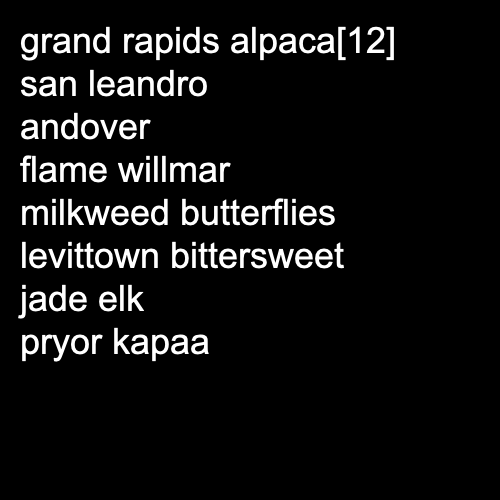 grand rapids alpaca[12]
san leandro
andover
flame willmar
milkweed butterflies
levittown bittersweet
jade elk
pryor kapaa